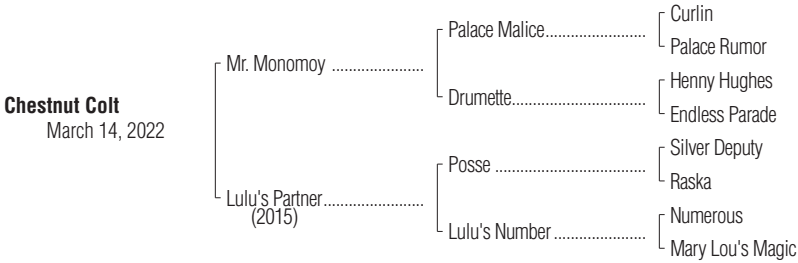 Curlin
Palace Malice......................
Palace Rumor
Mr. Monomoy ....................
Henny Hughes
Drumette.............................
Endless Parade
Chestnut Colt
March 14, 2022
Silver Deputy
Posse .................................
Raska
Lulu's Partner......................
(2015)
Numerous
Lulu's Number ....................
Mary Lou's Magic